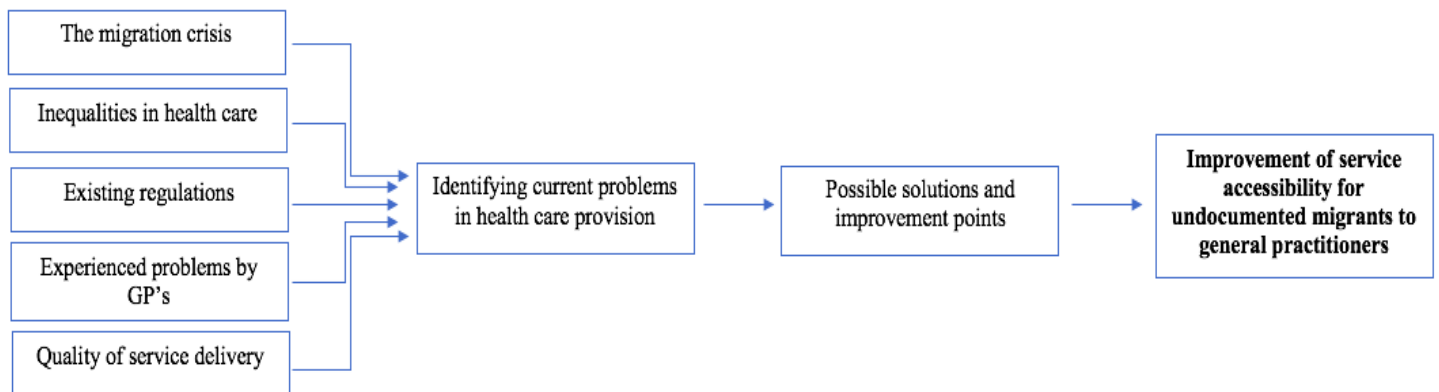 The migration crisis
Inequalities in health care
Existing regulations
Experienced problems by
GP’s
Quality of service delivery
Identifying current problems
in health care provision
Possible solutions and
improvement points
Improvement of service
accessibility for
undocumented migrants to
general practitioners